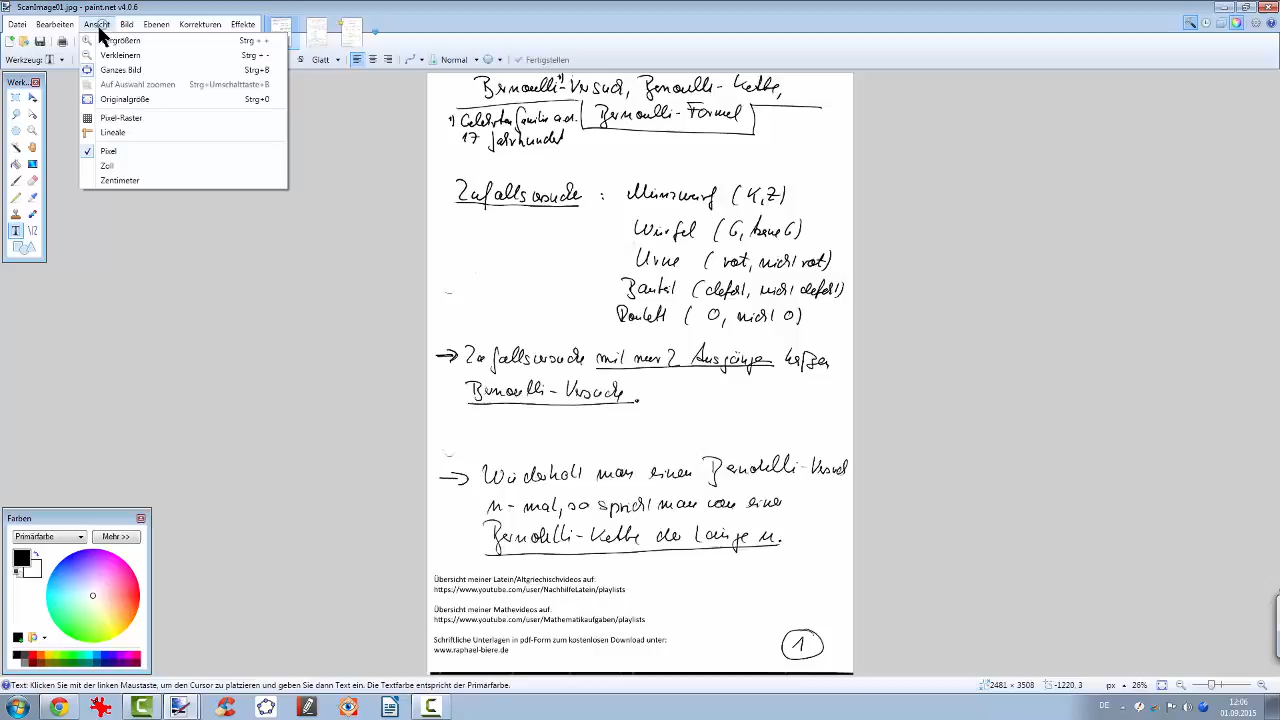 ScanImage01.jpg - paint.net v4.0.6
Datei Bearbeiten Ansicht Bild Ebenen Korrekturen Effekte
Vergrößern Strg + +
Verkleinern Strg + -
Ganzes Bild Strg+B
Auf Auswahl zoomen Strg+Umschalttaste+B
Originalgröße Strg+0
Pixel-Raster
Lineale
Pixel
Zoll
Zentimeter
Werkzeug: T
Glatt
Normal
Fertigstellen
Werk...
Bernoulli-Versuch, Bernoulli-Kette,
Bernoulli-Formel
17 Jahrhundert
Zufallsversuche : Münzwurf (K, Z)
Würfel (6, keine 6)
Urne (rot, nicht rot)
Bauteil (defekt, nicht defekt)
Roulett (0, nicht 0)
→ Zufallsversuche mit nur 2 Ausgängen heißen
Bernoulli-Versuche.
→ Wiederholt man einen Bernoulli-Versuch
n-mal, so spricht man von einer
Bernoulli-Kette der Länge n.
Übersicht meiner Latein/Altgriechischvideos auf:
https://www.youtube.com/user/NachhilfeLatein/playlists
Übersicht meiner Mathevideos auf:
https://www.youtube.com/user/Mathematikaufgaben/playlists
Schriftliche Unterlagen in pdf-Form zum kostenlosen Download unter:
www.raphael-biere.de
1
Farben
Primärfarbe Mehr >>
Text: Klicken Sie mit der linken Maustaste, um den Cursor zu platzieren und geben Sie dann Text ein. Die Textfarbe entspricht der Primärfarbe.
2481 × 3508 -1220, 3 px 26%
DE 12:06
01.09.2015